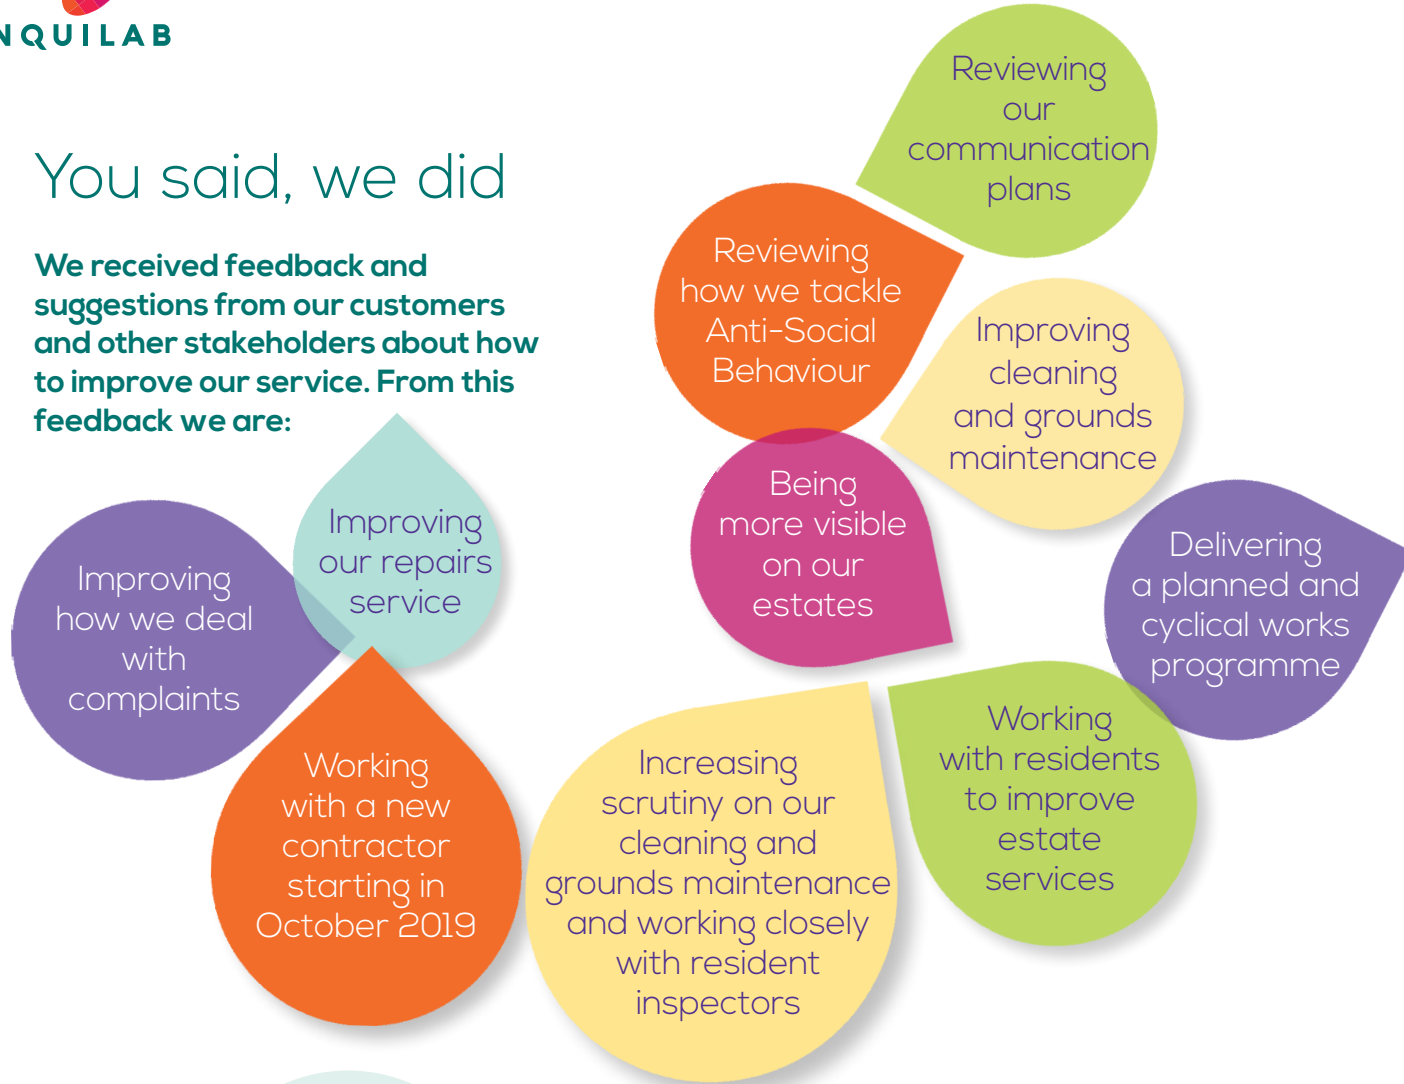 NQUILAB
You said, we did
We received feedback and
suggestions from our customers
and other stakeholders about how
to improve our service. From this
feedback we are:
Improving
how we deal
with
complaints
Improving
our repairs
service
Working
with a new
contractor
starting in
October 2019
Reviewing
our
communication
plans
Reviewing
how we tackle
Anti-Social
Behaviour
Improving
cleaning
and grounds
maintenance
Being
more visible
on our
estates
Delivering
a planned and
cyclical works
programme
Increasing
scrutiny on our
cleaning and
grounds maintenance
and working closely
with resident
inspectors
Working
with residents
to improve
estate
services